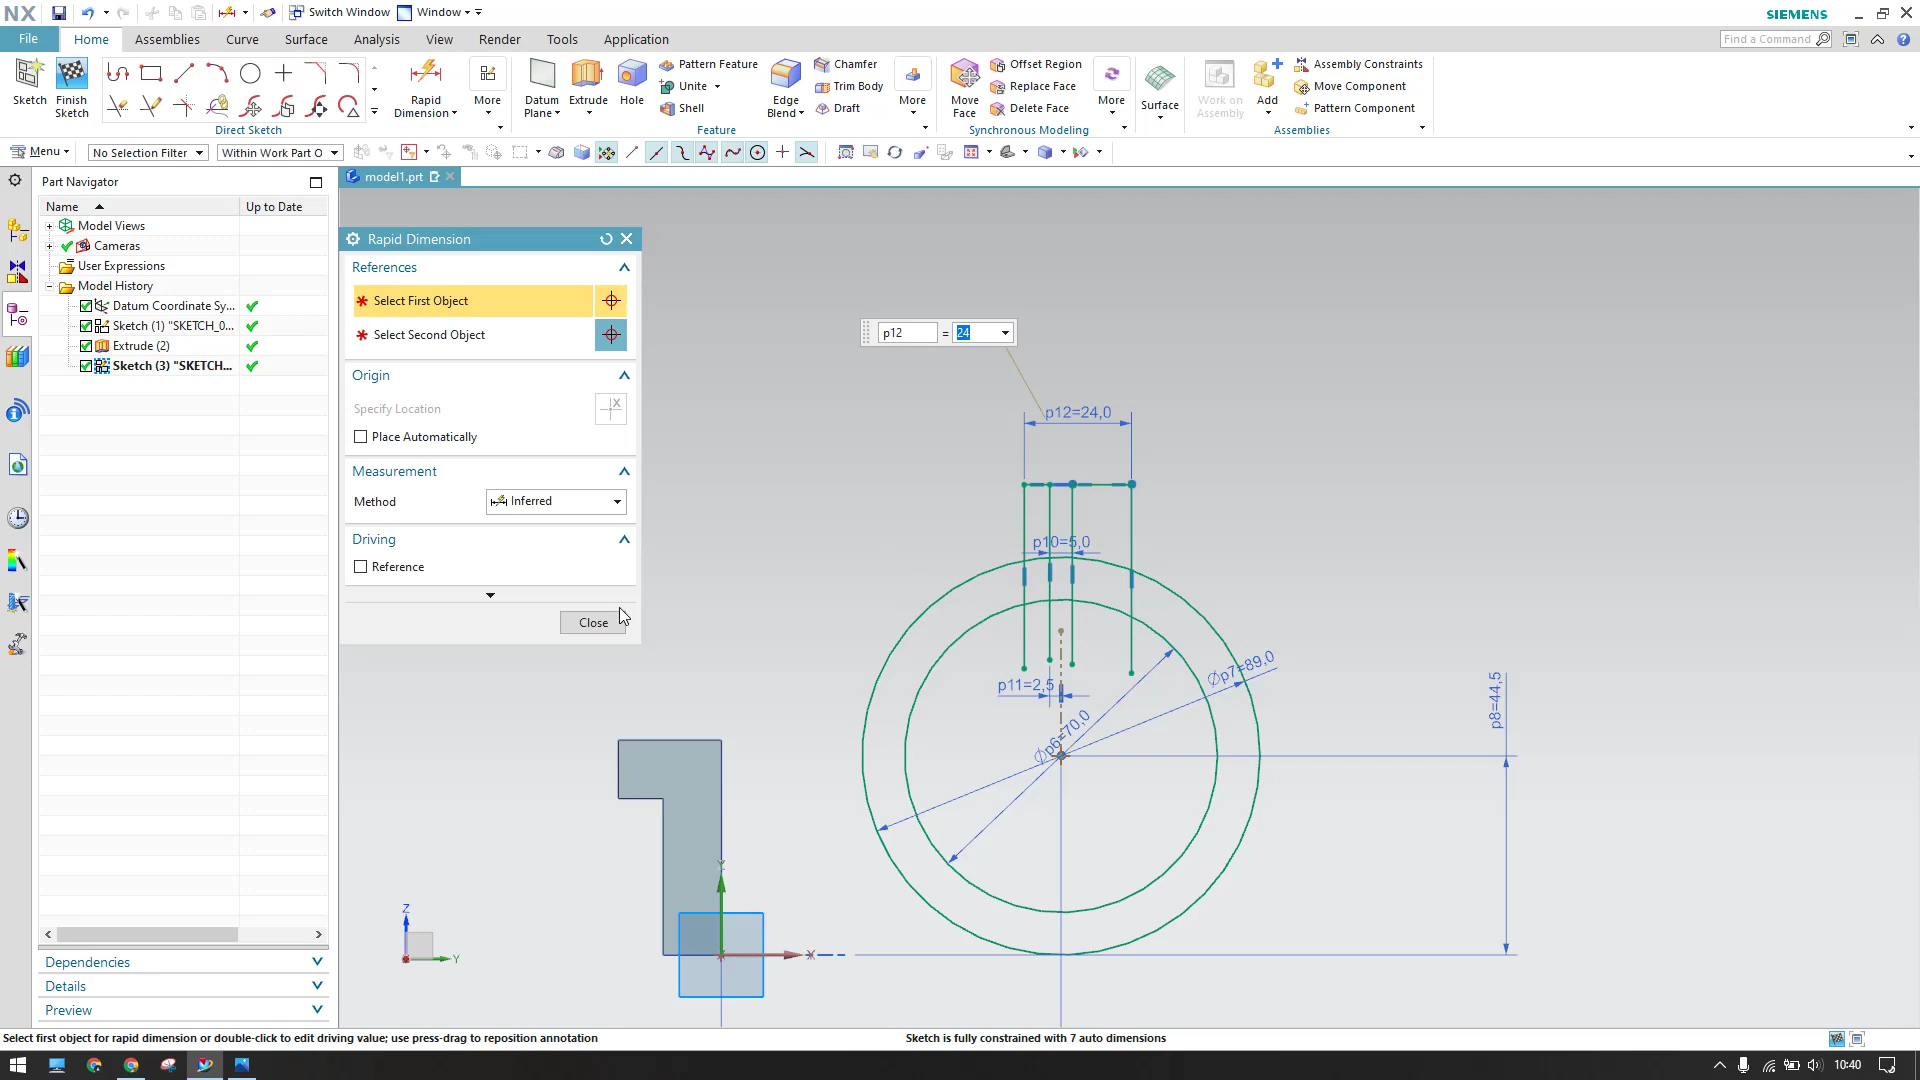 NX Switch Window Window SIEMENS
File Home Assemblies Curve Surface Analysis View Render Tools Application Find a Command
Pattern Feature Chamfer Offset Region Assembly Constraints
Unite Trim Body Replace Face Move Component
Shell Draft Delete Face Pattern Component
Sketch Finish Sketch Rapid Dimension More Datum Plane Extrude Hole Edge Blend More Move Face More Surface Work on Assembly Add
Direct Sketch Feature Synchronous Modeling Assemblies
Menu No Selection Filter Within Work Part O
Part Navigator
model1.prt
Name Up to Date
Model Views
Cameras
User Expressions
Model History
Datum Coordinate Sy...
Sketch (1) "SKETCH_0...
Extrude (2)
Sketch (3) "SKETCH...
Dependencies
Details
Preview
Rapid Dimension
References
Select First Object
Select Second Object
Origin
Specify Location
Place Automatically
Measurement
Method Inferred
Driving
Reference
Close
p12 = 24
p12=24,0
p10=5,0
p11=2,5
∅p7=89,0
∅p6=70,0
p8=44,5
Z
Y
Y
X
Select first object for rapid dimension or double-click to edit driving value; use press-drag to reposition annotation
Sketch is fully constrained with 7 auto dimensions
10:40